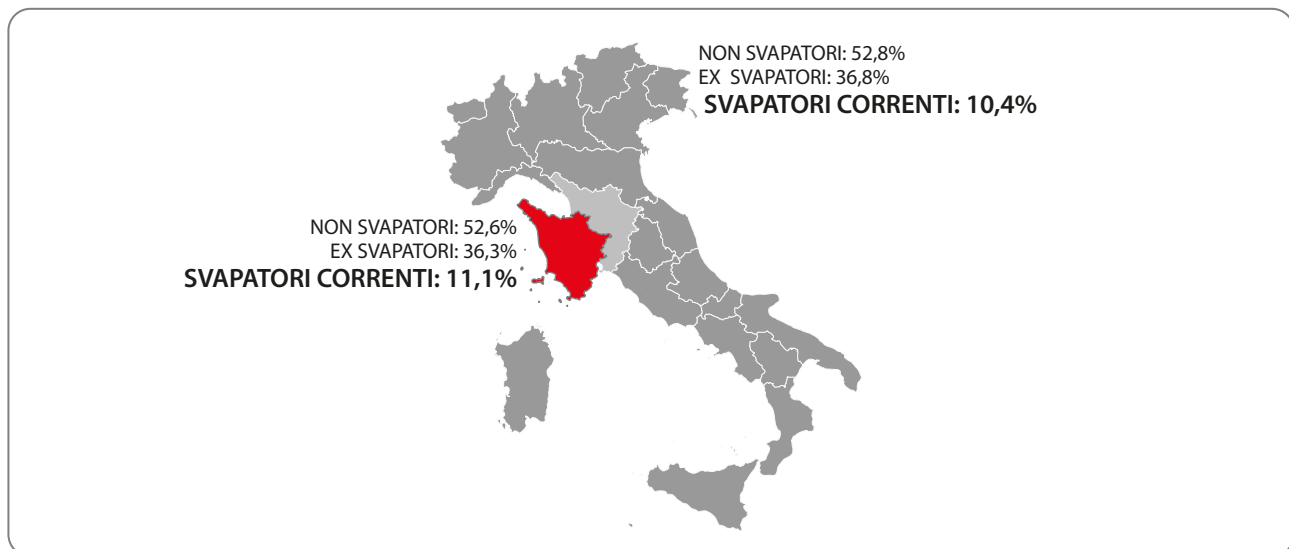 NON SVAPATORI: 52,8%
EX SVAPATORI: 36,8%
SVAPATORI CORRENTI: 10,4%
NON SVAPATORI: 52,6%
EX SVAPATORI: 36,3%
SVAPATORI CORRENTI: 11,1%